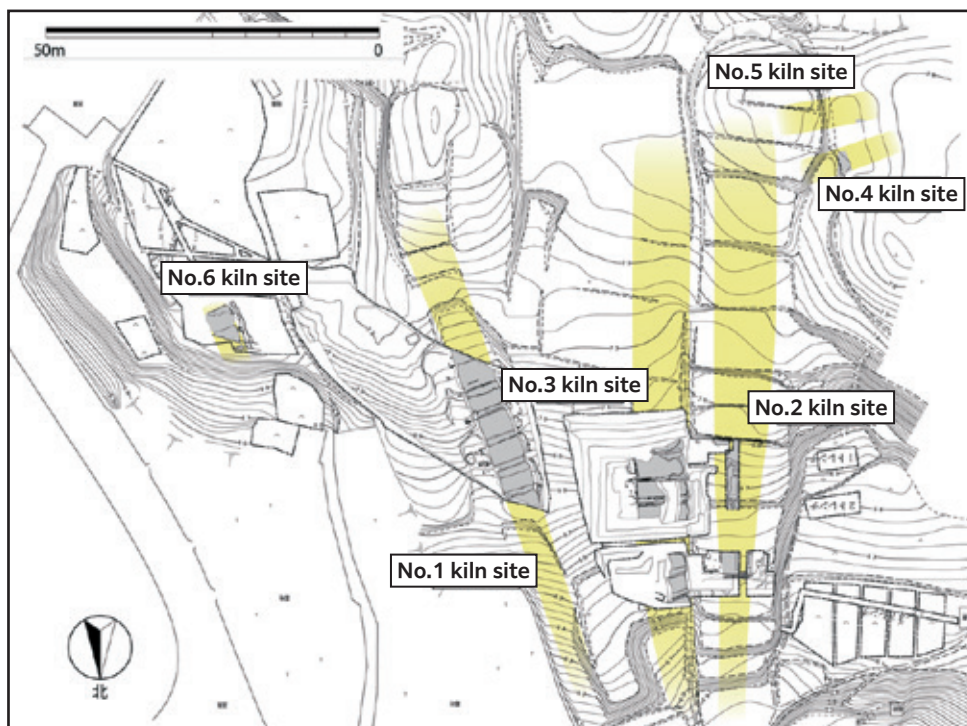 50m 0
No.5 kiln site
No.4 kiln site
No.6 kiln site
No.3 kiln site
No.2 kiln site
No.1 kiln site
北